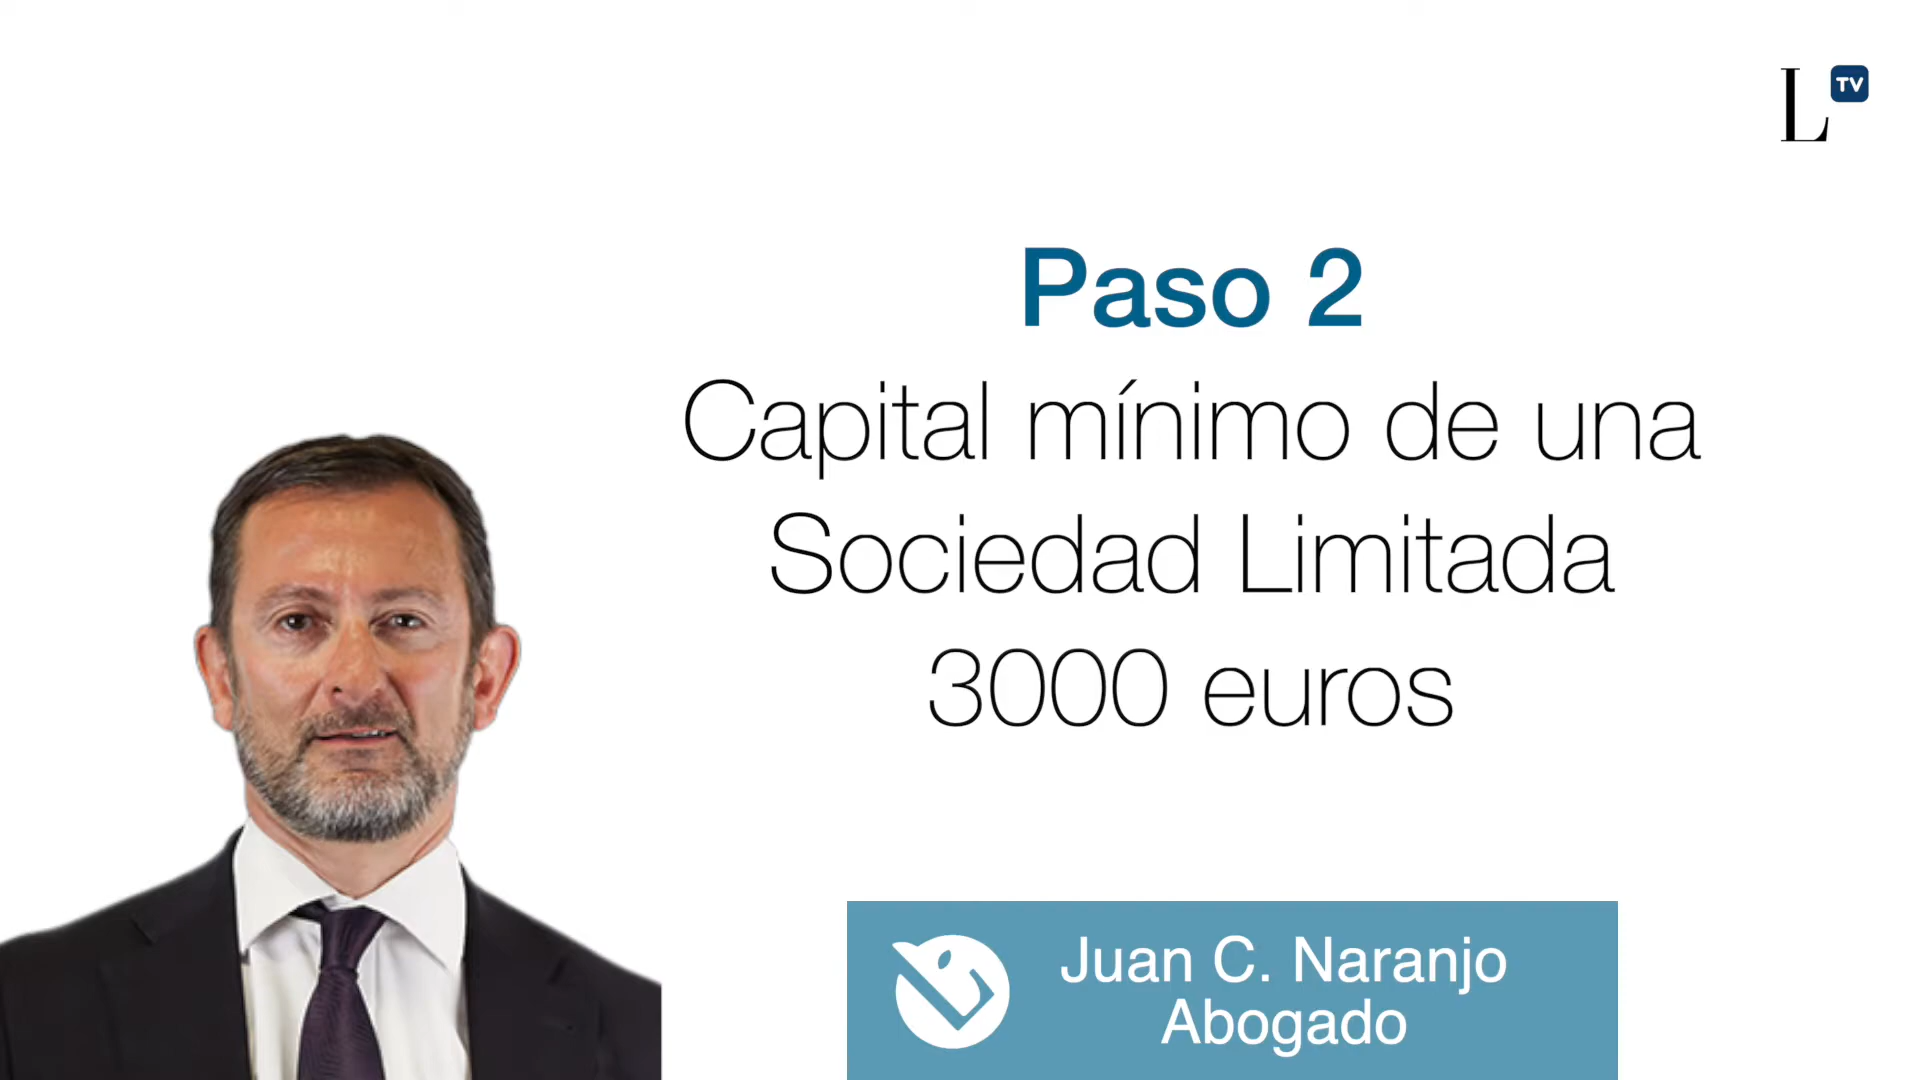 L TV
Paso 2
Capital mínimo de una
Sociedad Limitada
3000 euros
Juan C. Naranjo
Abogado